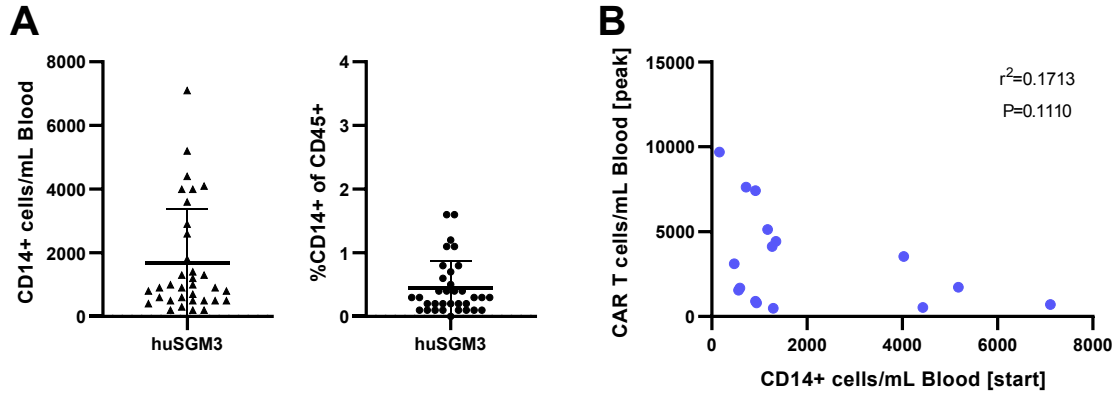 A
CD14+ cells/mL Blood
8000
6000
4000
2000
0
huSGM3
%CD14+ of CD45+
4
3
2
1
0
huSGM3
B
CAR T cells/mL Blood [peak]
15000
10000
5000
0
r²=0.1713
P=0.1110
0 2000 4000 6000 8000
CD14+ cells/mL Blood [start]